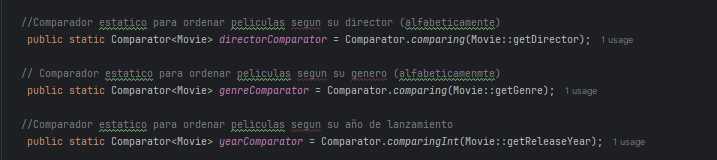 //Comparador estatico para ordenar peliculas segun su director (alfabeticamente)
public static Comparator<Movie> directorComparator = Comparator.comparing(Movie::getDirector); 1 usage
// Comparador estatico para ordenar peliculas segun su genero (alfabeticamenmte)
public static Comparator<Movie> genreComparator = Comparator.comparing(Movie::getGenre); 1 usage
//Comparador estatico para ordenar peliculas segun su año de lanzamiento
public static Comparator<Movie> yearComparator = Comparator.comparingInt(Movie::getReleaseYear); 1 usage